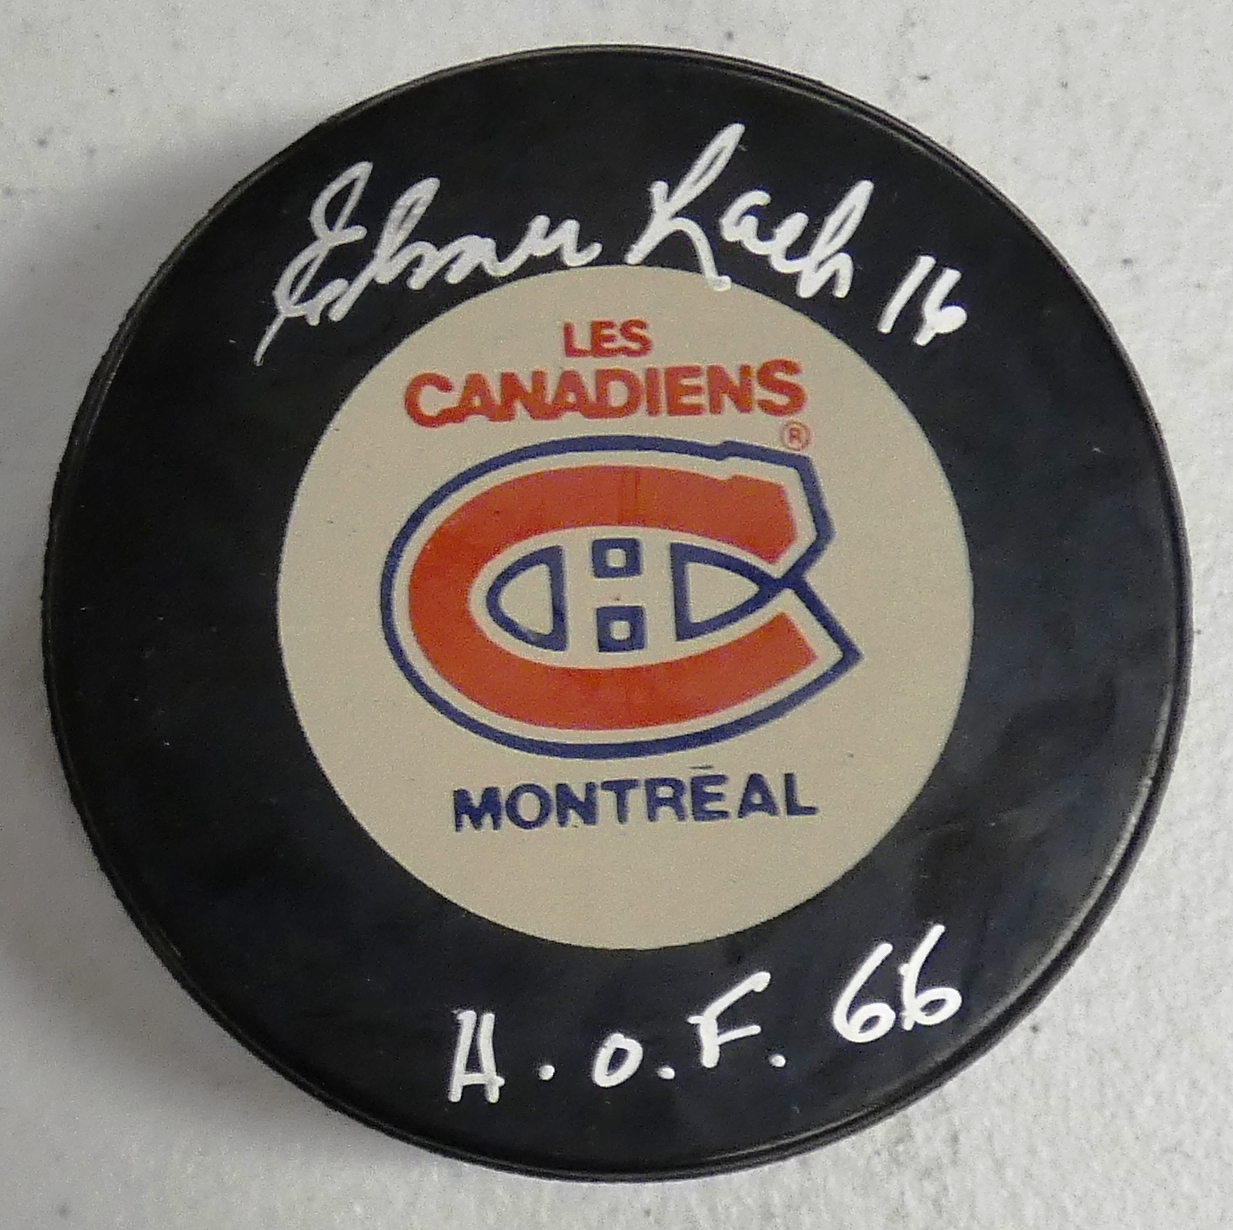 Elmer Lach 16
LES
CANADIENS
®
MONTRÉAL
H.O.F. 66